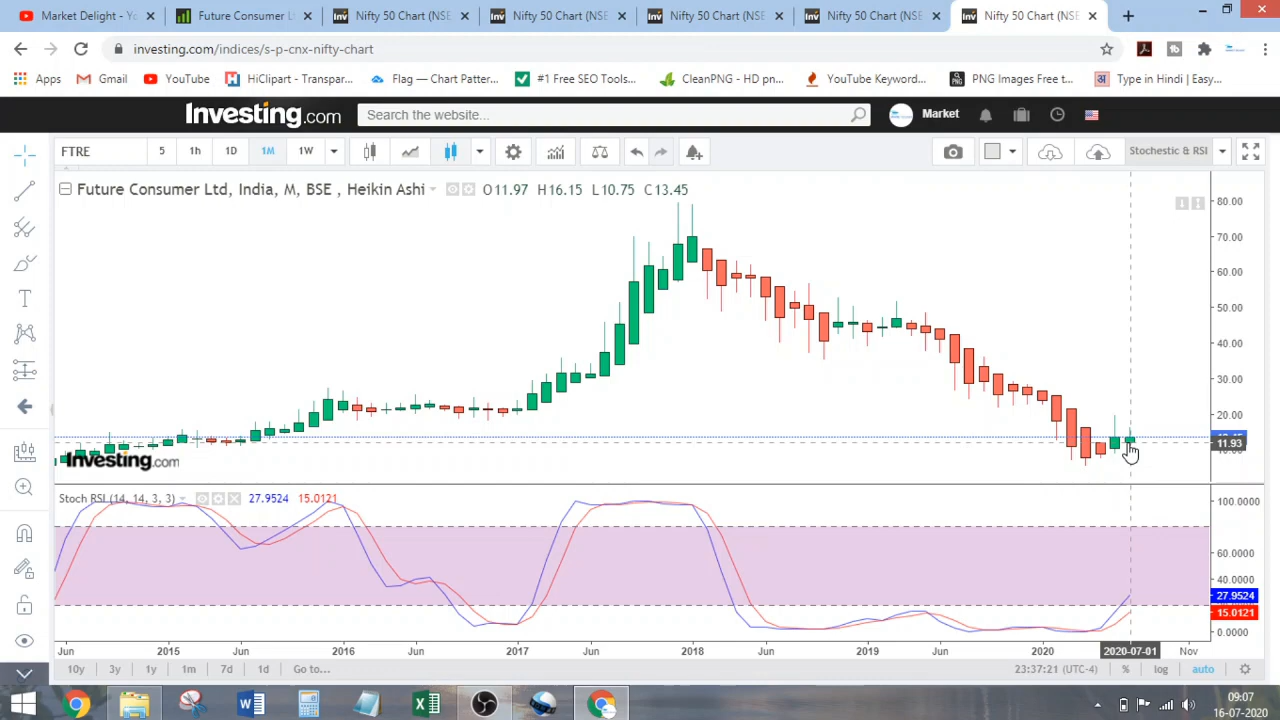 Market Delight - Yo
Future Consumer Ltd
Nifty 50 Chart (NSE
Nifty 50 Chart (NSE
Nifty 50 Chart (NSE
Nifty 50 Chart (NSE
Nifty 50 Chart (NSE
investing.com/indices/s-p-cnx-nifty-chart
Apps
Gmail
YouTube
HiClipart - Transpar...
Flag — Chart Patter...
#1 Free SEO Tools...
CleanPNG - HD pn...
YouTube Keyword...
PNG Images Free t...
Type in Hindi | Easy...
Investing.com
Search the website...
Market
FTRE
5
1h
1D
1M
1W
Stochestic & RSI
Future Consumer Ltd, India, M, BSE , Heikin Ashi
O11.97 H16.15 L10.75 C13.45
80.00
70.00
60.00
50.00
40.00
30.00
20.00
11.93
Investing.com
Stoch RSI (14, 14, 3, 3)
27.9524
15.0121
100.0000
60.0000
40.0000
27.9524
15.0121
0.0000
Jun
2015
Jun
2016
Jun
2017
Jun
2018
Jun
2019
Jun
2020
2020-07-01
Nov
10y
3y
1y
1m
7d
1d
Go to...
23:37:21 (UTC-4)
%
log
auto
09:07
16-07-2020